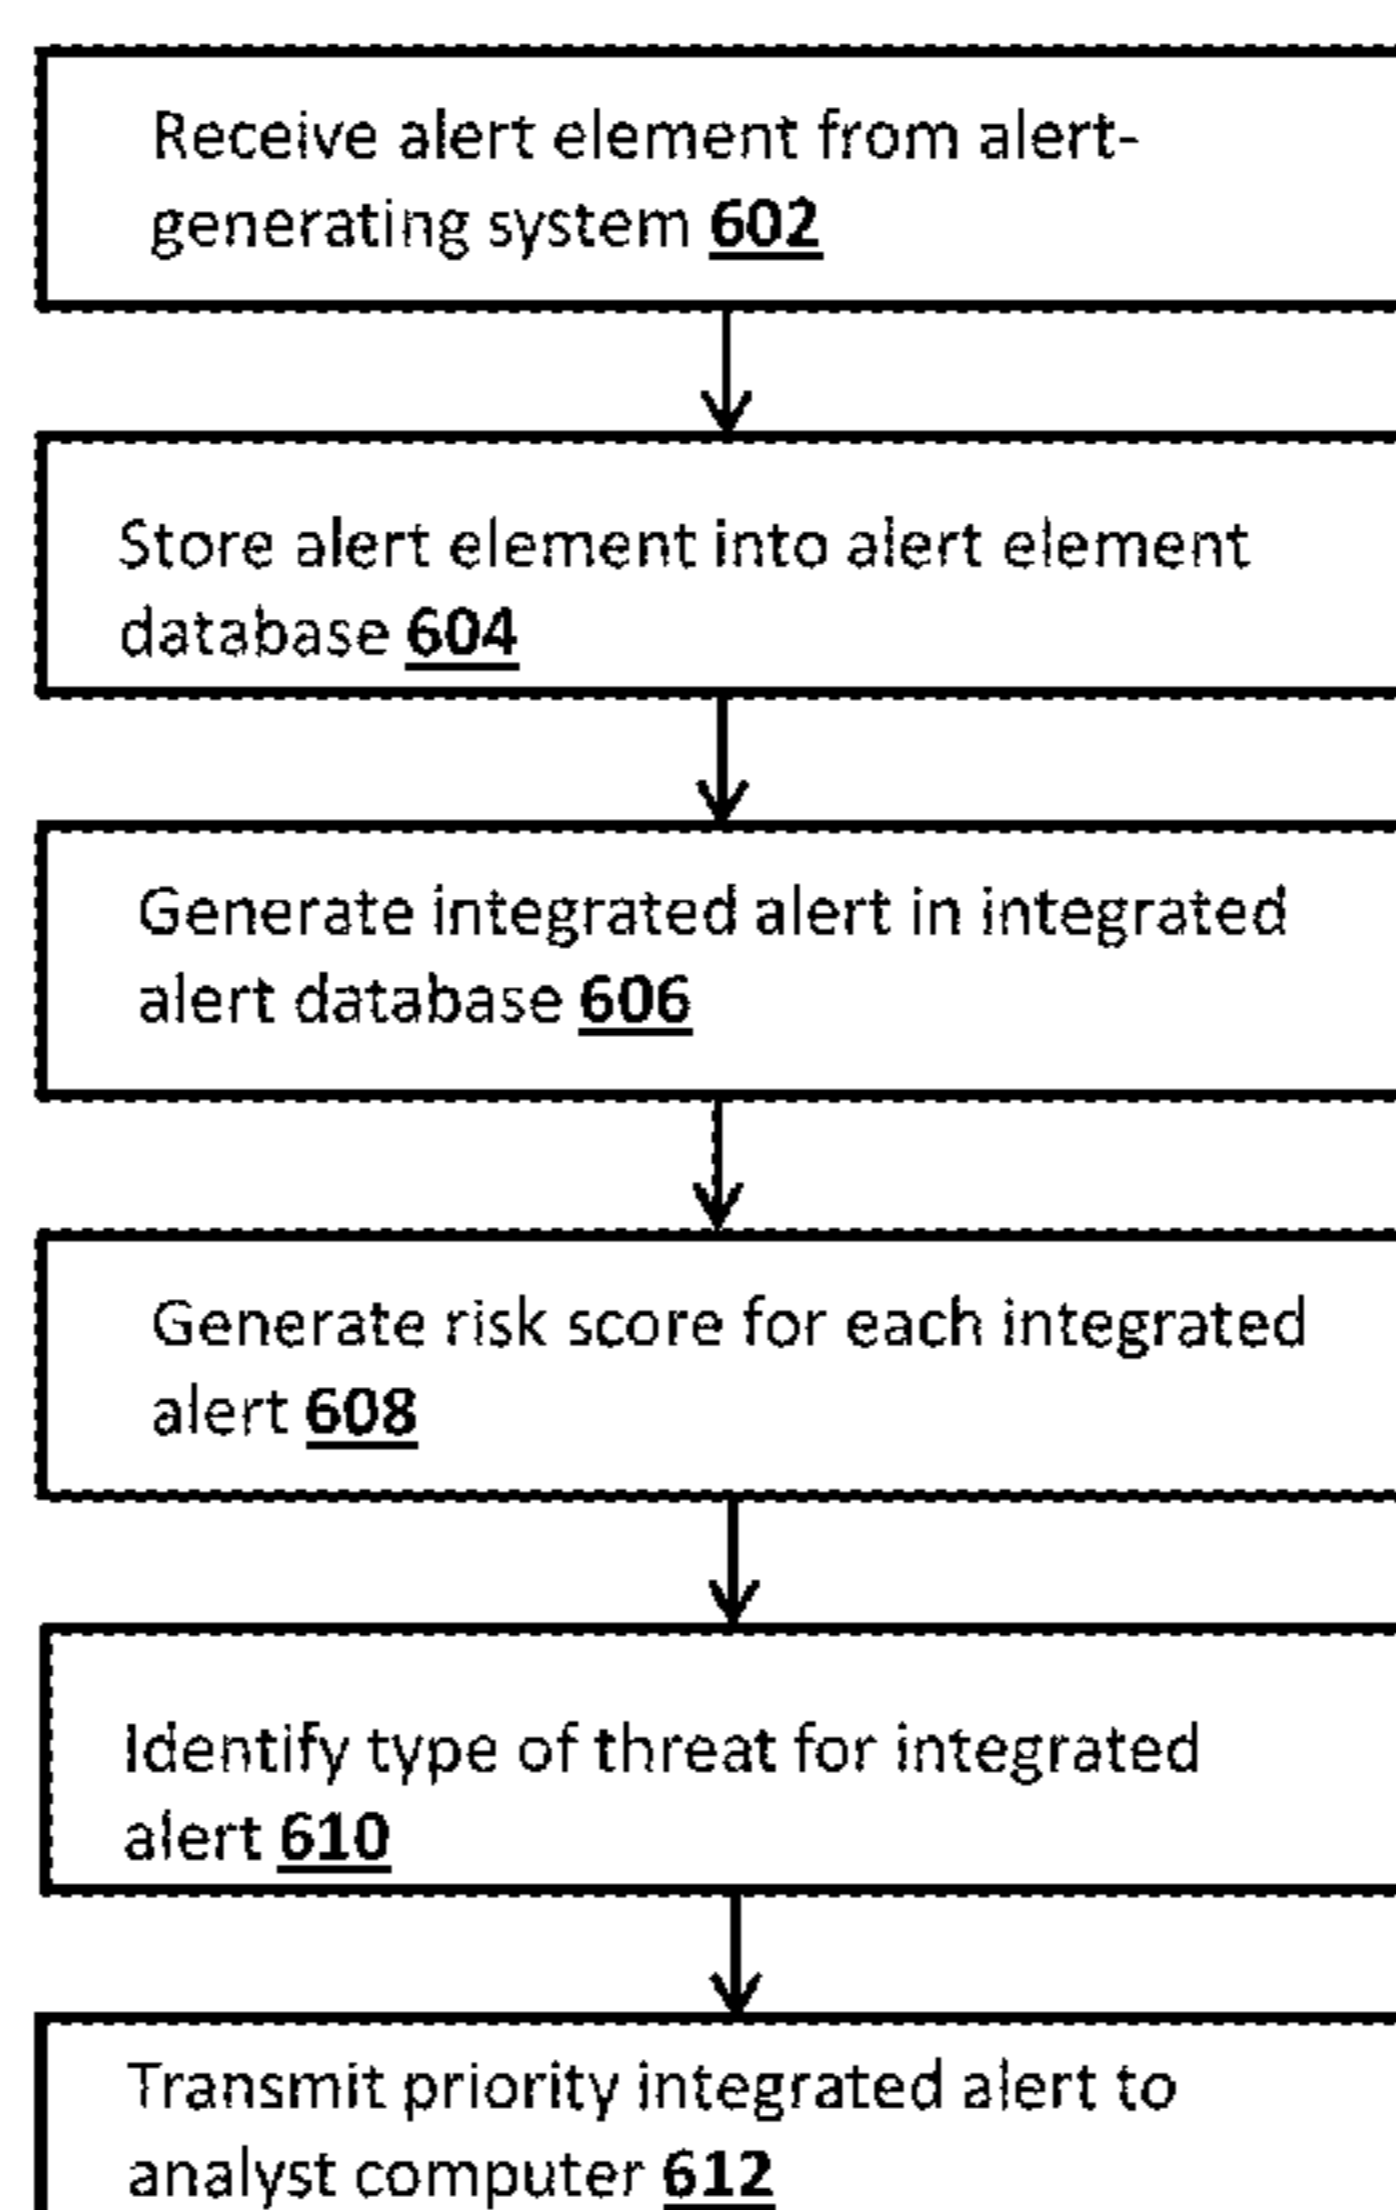 Receive alert element from alert-
generating system 602
Store alert element into alert element
database 604
Generate integrated alert in integrated
alert database 606
Generate risk score for each integrated
alert 608
Identify type of threat for integrated
alert 610
Transmit priority integrated alert to
analyst computer 612